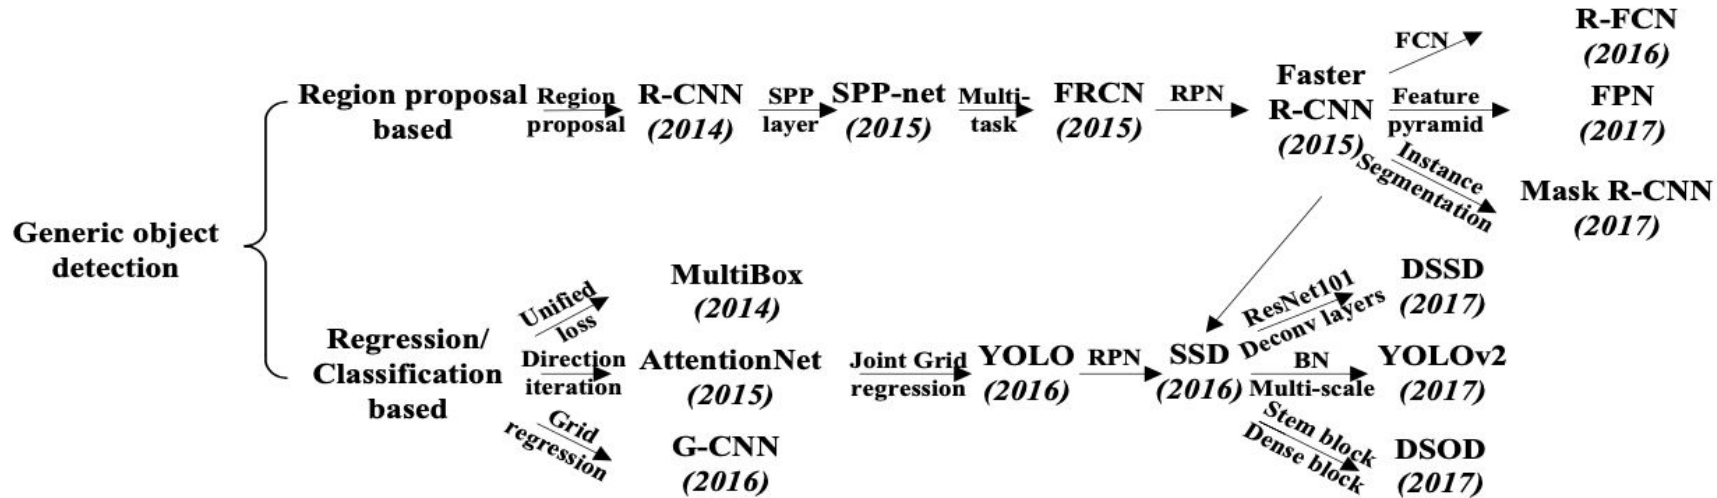 Generic object
detection
Region proposal
based
Region
proposal
R-CNN
(2014)
SPP
layer
SPP-net
(2015)
Multi-
task
FRCN
(2015)
RPN
Faster
R-CNN
(2015)
FCN
R-FCN
(2016)
Feature
pyramid
FPN
(2017)
Instance
Segmentation
Mask R-CNN
(2017)
Regression/
Classification
based
Unified
loss
MultiBox
(2014)
Direction
iteration
AttentionNet
(2015)
Grid
regression
G-CNN
(2016)
Joint Grid
regression
YOLO
(2016)
RPN
SSD
(2016)
ResNet101
Deconv layers
DSSD
(2017)
BN
Multi-scale
YOLOv2
(2017)
Stem block
Dense block
DSOD
(2017)